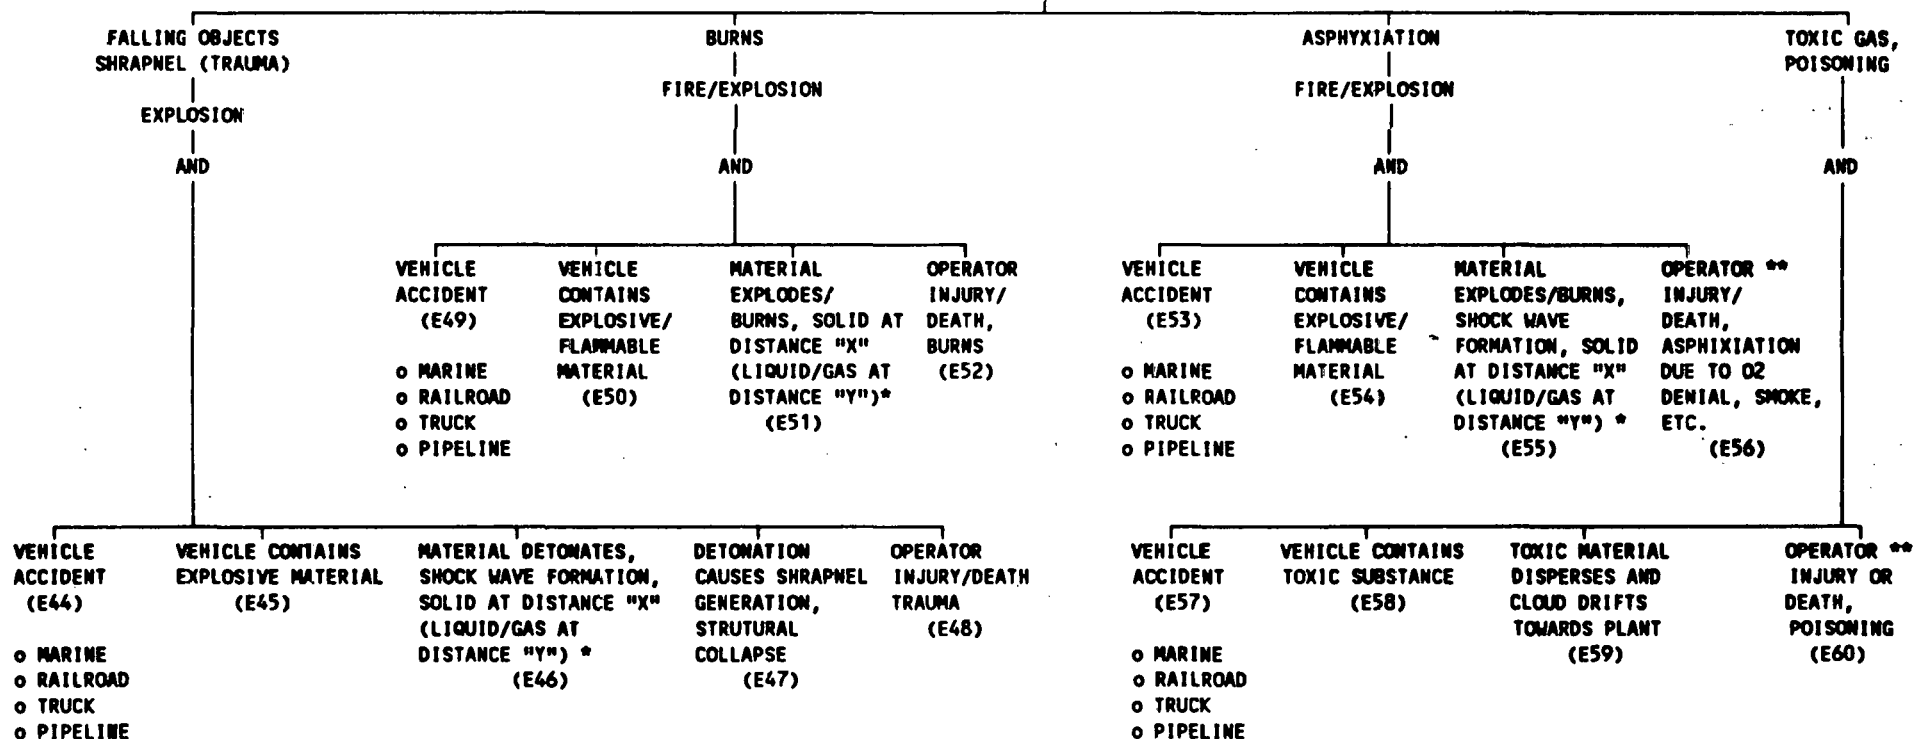 FALLING OBJECTS
SHRAPNEL (TRAUMA)
EXPLOSION
AND
BURNS
FIRE/EXPLOSION
AND
ASPHYXIATION
FIRE/EXPLOSION
AND
TOXIC GAS,
POISONING
AND
VEHICLE
ACCIDENT
(E49)
o MARINE
o RAILROAD
o TRUCK
o PIPELINE
VEHICLE
CONTAINS
EXPLOSIVE/
FLAMMABLE
MATERIAL
(E50)
MATERIAL
EXPLODES/
BURNS, SOLID AT
DISTANCE "X"
(LIQUID/GAS AT
DISTANCE "Y")*
(E51)
OPERATOR
INJURY/
DEATH,
BURNS
(E52)
VEHICLE
ACCIDENT
(E53)
o MARINE
o RAILROAD
o TRUCK
o PIPELINE
VEHICLE
CONTAINS
EXPLOSIVE/
FLAMMABLE
MATERIAL
(E54)
MATERIAL
EXPLODES/BURNS,
SHOCK WAVE
FORMATION, SOLID
AT DISTANCE "X"
(LIQUID/GAS AT
DISTANCE "Y") *
(E55)
OPERATOR **
INJURY/
DEATH,
ASPHIXIATION
DUE TO O2
DENIAL, SMOKE,
ETC.
(E56)
VEHICLE
ACCIDENT
(E44)
o MARINE
o RAILROAD
o TRUCK
o PIPELINE
VEHICLE CONTAINS
EXPLOSIVE MATERIAL
(E45)
MATERIAL DETONATES,
SHOCK WAVE FORMATION,
SOLID AT DISTANCE "X"
(LIQUID/GAS AT
DISTANCE "Y") *
(E46)
DETONATION
CAUSES SHRAPNEL
GENERATION,
STRUTURAL
COLLAPSE
(E47)
OPERATOR
INJURY/DEATH
TRAUMA
(E48)
VEHICLE
ACCIDENT
(E57)
o MARINE
o RAILROAD
o TRUCK
o PIPELINE
VEHICLE CONTAINS
TOXIC SUBSTANCE
(E58)
TOXIC MATERIAL
DISPERSES AND
CLOUD DRIFTS
TOWARDS PLANT
(E59)
OPERATOR **
INJURY OR
DEATH,
POISONING
(E60)